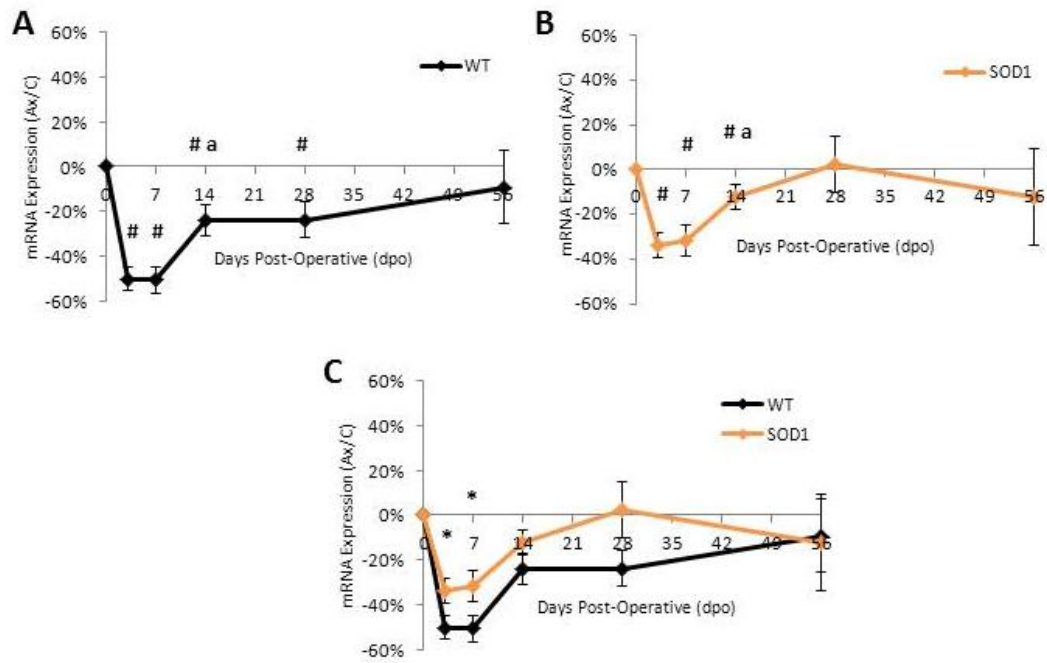 A
60%
40%
20%
0%
-20%
-40%
-60%
mRNA Expression (Ax/C)
WT
# a
#
0 7 14 21 28 35 42 49 56
# #
Days Post-Operative (dpo)
B
60%
40%
20%
0%
-20%
-40%
-60%
mRNA Expression (Ax/C)
SOD1
# a
#
0 7 14 21 28 35 42 49 56
#
Days Post-Operative (dpo)
C
60%
40%
20%
0%
-20%
-40%
-60%
mRNA Expression (Ax/C)
WT
SOD1
*
*
0 7 14 21 28 35 42 49 56
Days Post-Operative (dpo)